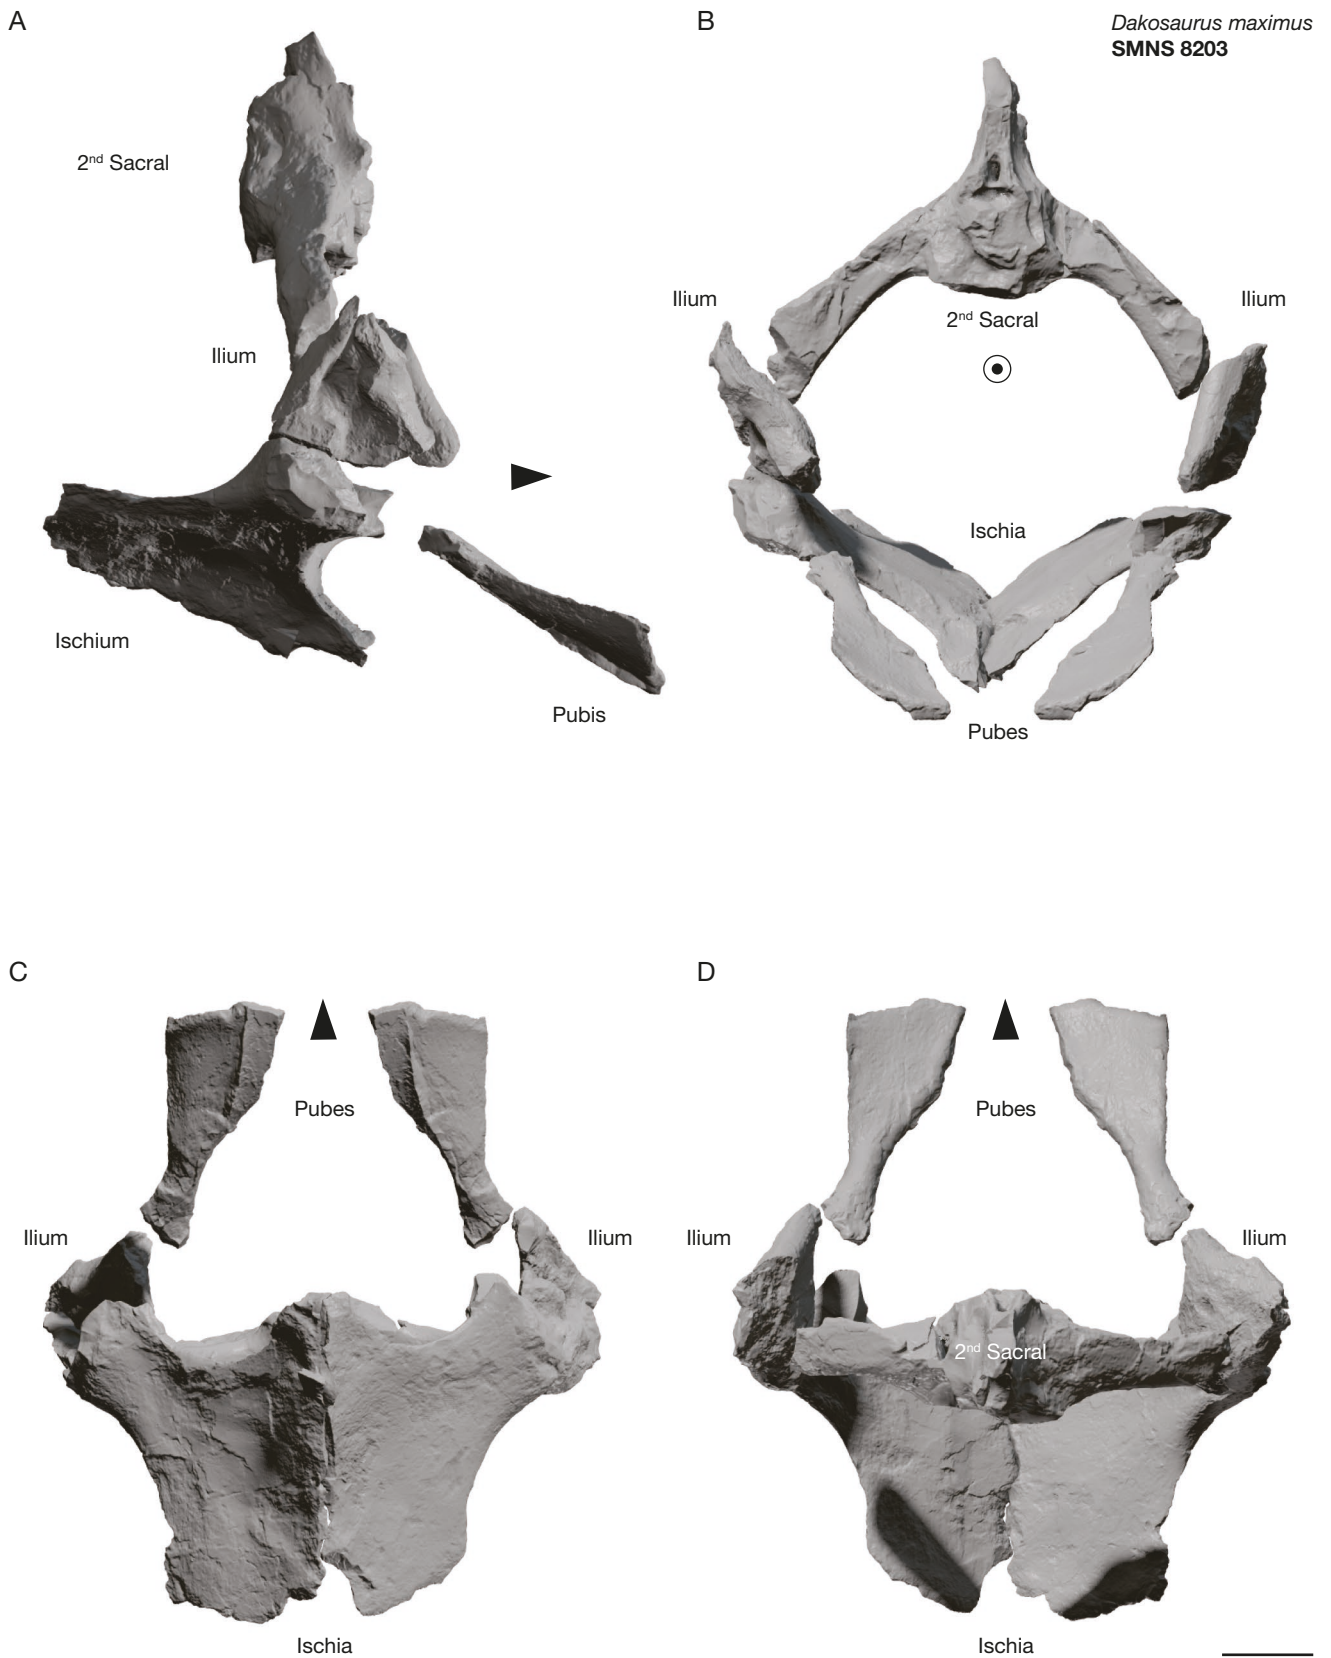 A
B
Dakosaurus maximus
SMNS 8203
2nd Sacral
Ilium
Ischium
Pubis
Ilium
Ilium
2nd Sacral
Ischia
Pubes
C
D
Pubes
Ilium
Ilium
Ischia
Pubes
Ilium
Ilium
2nd Sacral
Ischia